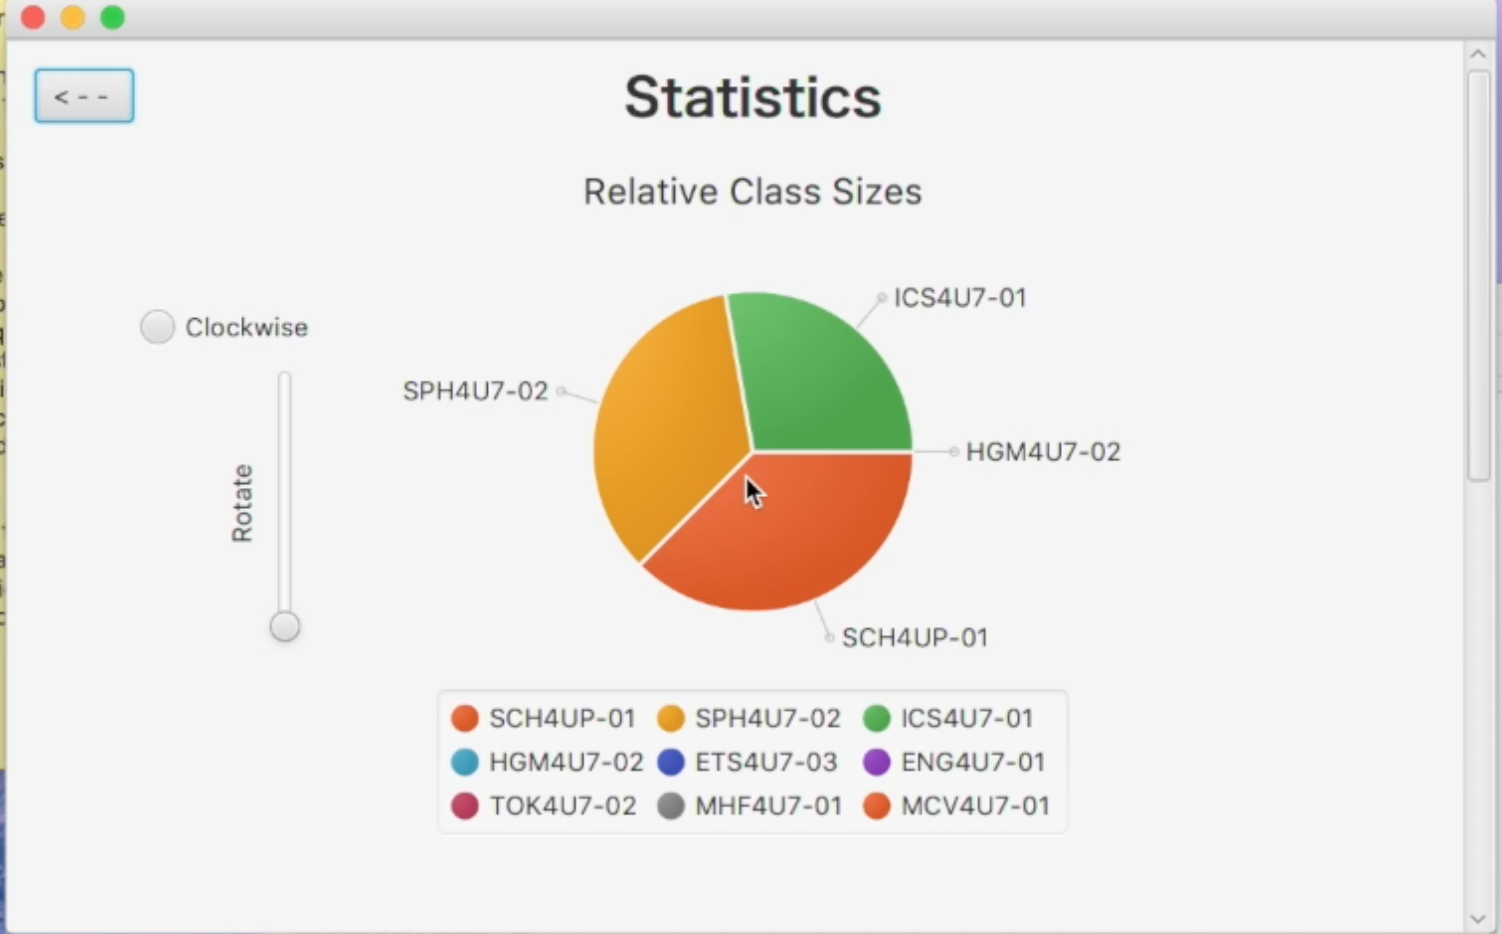 <--
Statistics
Relative Class Sizes
ICS4U7-01
Clockwise
SPH4U7-02
HGM4U7-02
Rotate
SCH4UP-01
SCH4UP-01 SPH4U7-02 ICS4U7-01
HGM4U7-02 ETS4U7-03 ENG4U7-01
TOK4U7-02 MHF4U7-01 MCV4U7-01